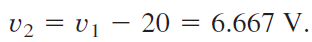 v₂ = v₁ − 20 = 6.667 V.